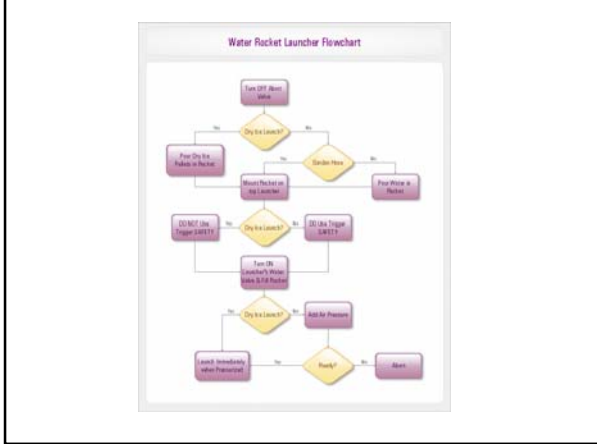 Water Rocket Launcher Flowchart
Turn OFF Abort
Valve
Yes
Dry Ice Launch?
No
Pour Dry Ice
Pellets in Rocket
Yes
Garden Hose
No
Mount Rocket on
top Launcher
Pour Water in
Rocket
DO NOT Use
Trigger SAFETY
Yes
Dry Ice Launch?
No
DO Use Trigger
SAFETY
Turn ON
Launcher's Water
Valve & Fill Rocket
Yes
Dry Ice Launch?
No
Add Air Pressure
Launch Immediately
when Pressurized
Yes
Ready?
No
Abort